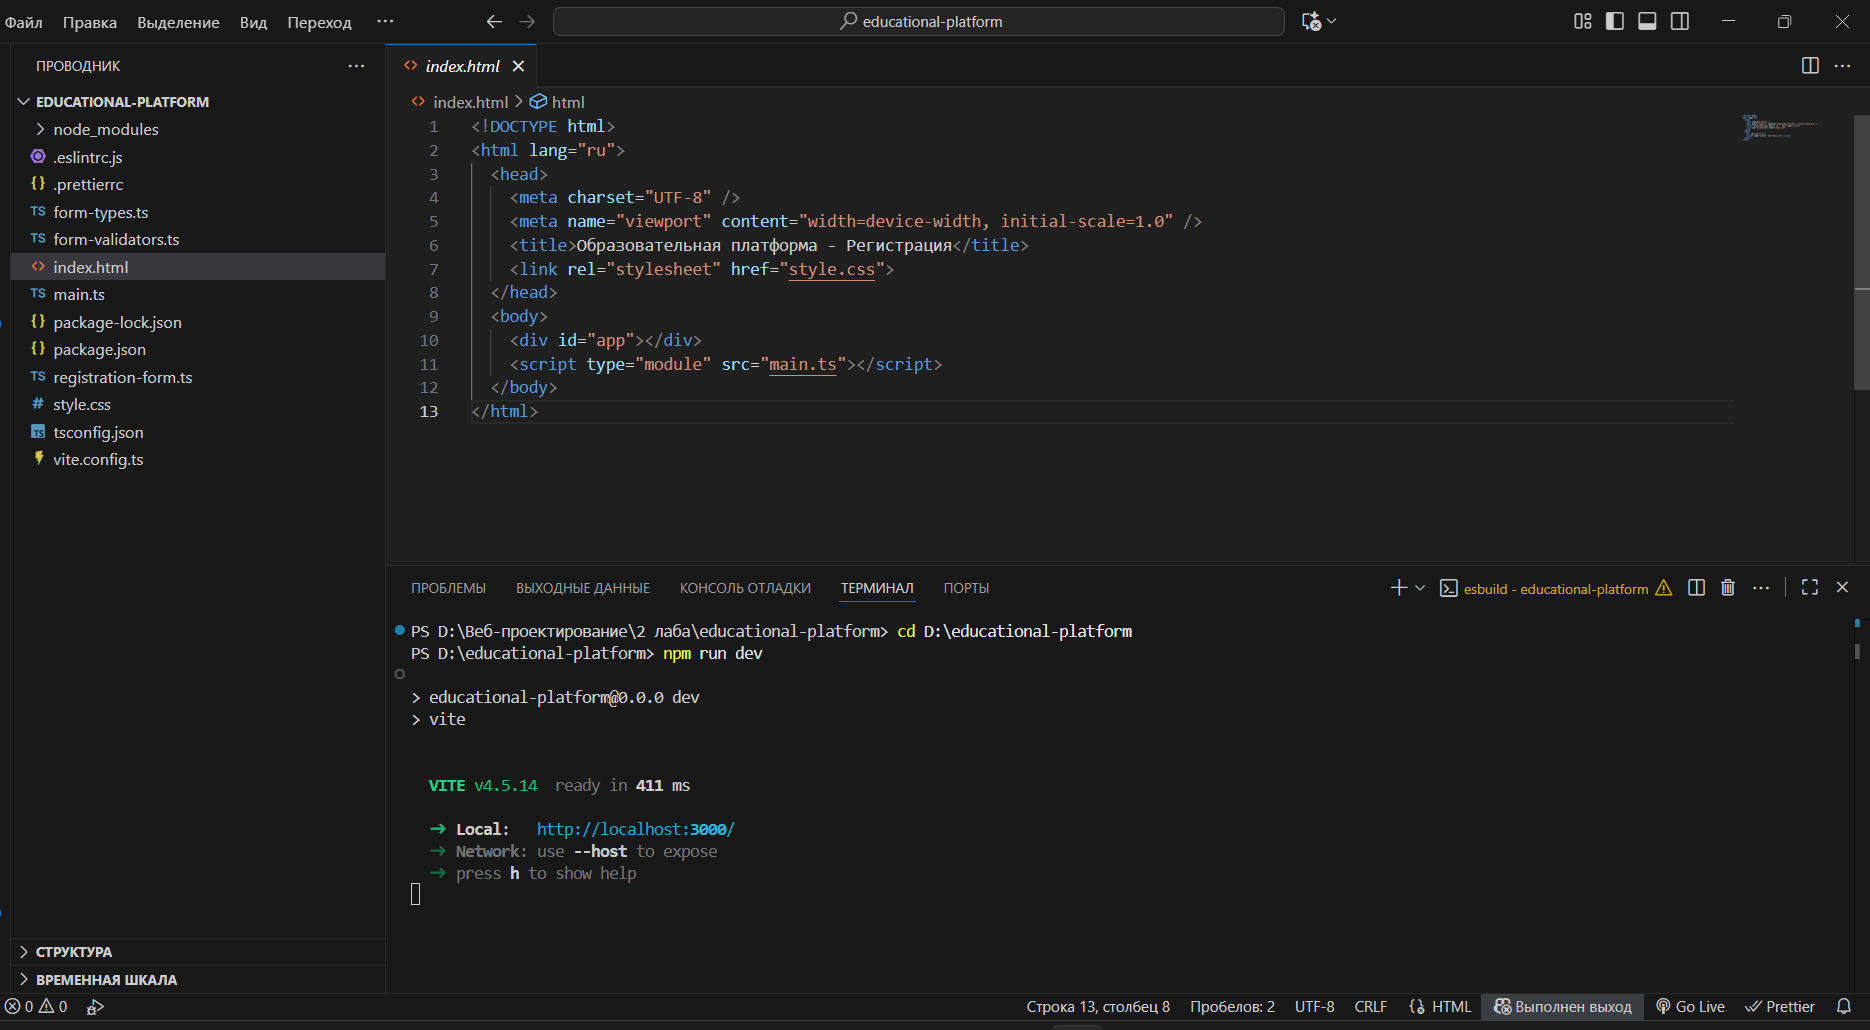 Файл Правка Выделение Вид Переход ··· educational-platform
ПРОВОДНИК
EDUCATIONAL-PLATFORM
node_modules
.eslintrc.js
.prettierrc
form-types.ts
form-validators.ts
index.html
main.ts
package-lock.json
package.json
registration-form.ts
style.css
tsconfig.json
vite.config.ts
СТРУКТУРА
ВРЕМЕННАЯ ШКАЛА
index.html
index.html > html
1 <!DOCTYPE html>
2 <html lang="ru">
3 <head>
4 <meta charset="UTF-8" />
5 <meta name="viewport" content="width=device-width, initial-scale=1.0" />
6 <title>Образовательная платформа - Регистрация</title>
7 <link rel="stylesheet" href="style.css">
8 </head>
9 <body>
10 <div id="app"></div>
11 <script type="module" src="main.ts"></script>
12 </body>
13 </html>
ПРОБЛЕМЫ ВЫХОДНЫЕ ДАННЫЕ КОНСОЛЬ ОТЛАДКИ ТЕРМИНАЛ ПОРТЫ esbuild - educational-platform
PS D:\Веб-проектирование\2 лаба\educational-platform> cd D:\educational-platform
PS D:\educational-platform> npm run dev
> educational-platform@0.0.0 dev
> vite
VITE v4.5.14 ready in 411 ms
➜ Local: http://localhost:3000/
➜ Network: use --host to expose
➜ press h to show help
0 0 Строка 13, столбец 8 Пробелов: 2 UTF-8 CRLF HTML Выполнен выход Go Live Prettier